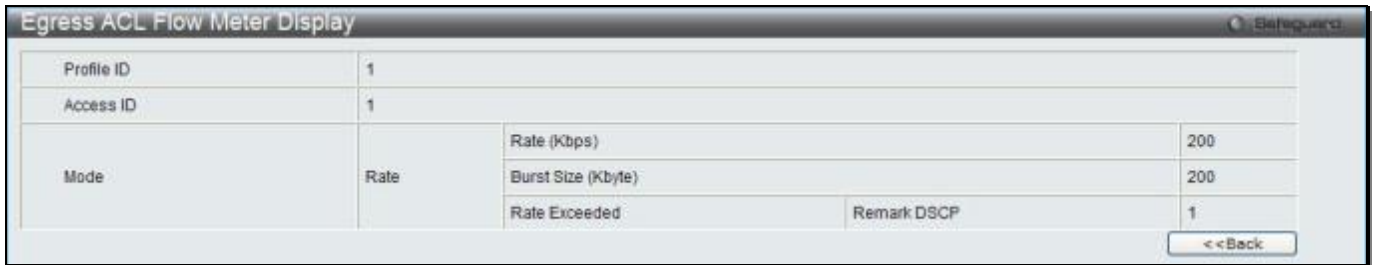 Egress ACL Flow Meter Display
Safeguard
Profile ID 1
Access ID 1
Mode Rate Rate (Kbps) 200
Burst Size (Kbyte) 200
Rate Exceeded Remark DSCP 1
<<Back